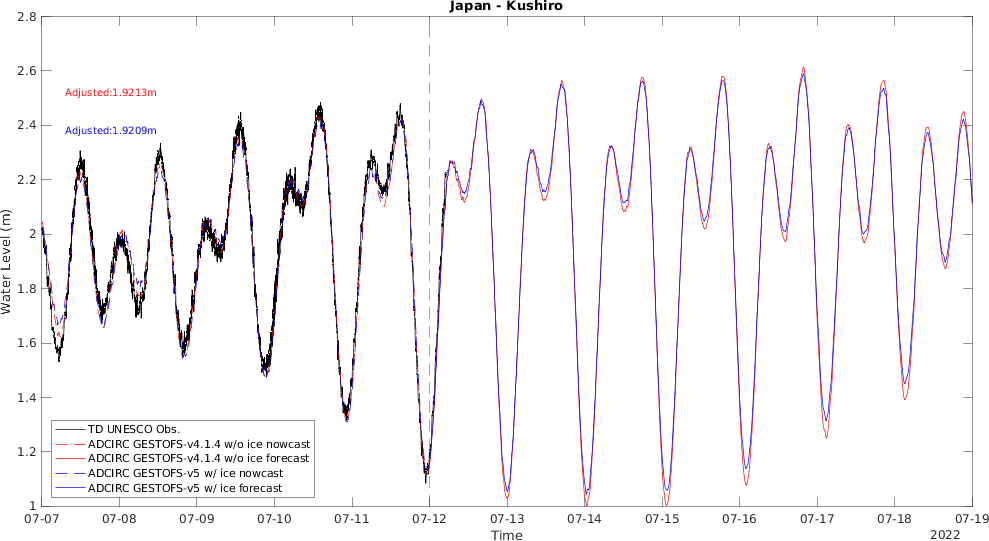 Japan - Kushiro
2.8
2.6
2.4
2.2
2
1.8
1.6
1.4
1.2
1
Water Level (m)
Adjusted:1.9213m
Adjusted:1.9209m
TD UNESCO Obs.
ADCIRC GESTOFS-v4.1.4 w/o ice nowcast
ADCIRC GESTOFS-v4.1.4 w/o ice forecast
ADCIRC GESTOFS-v5 w/ ice nowcast
ADCIRC GESTOFS-v5 w/ ice forecast
07-07 07-08 07-09 07-10 07-11 07-12 07-13 07-14 07-15 07-16 07-17 07-18 07-19
Time
2022